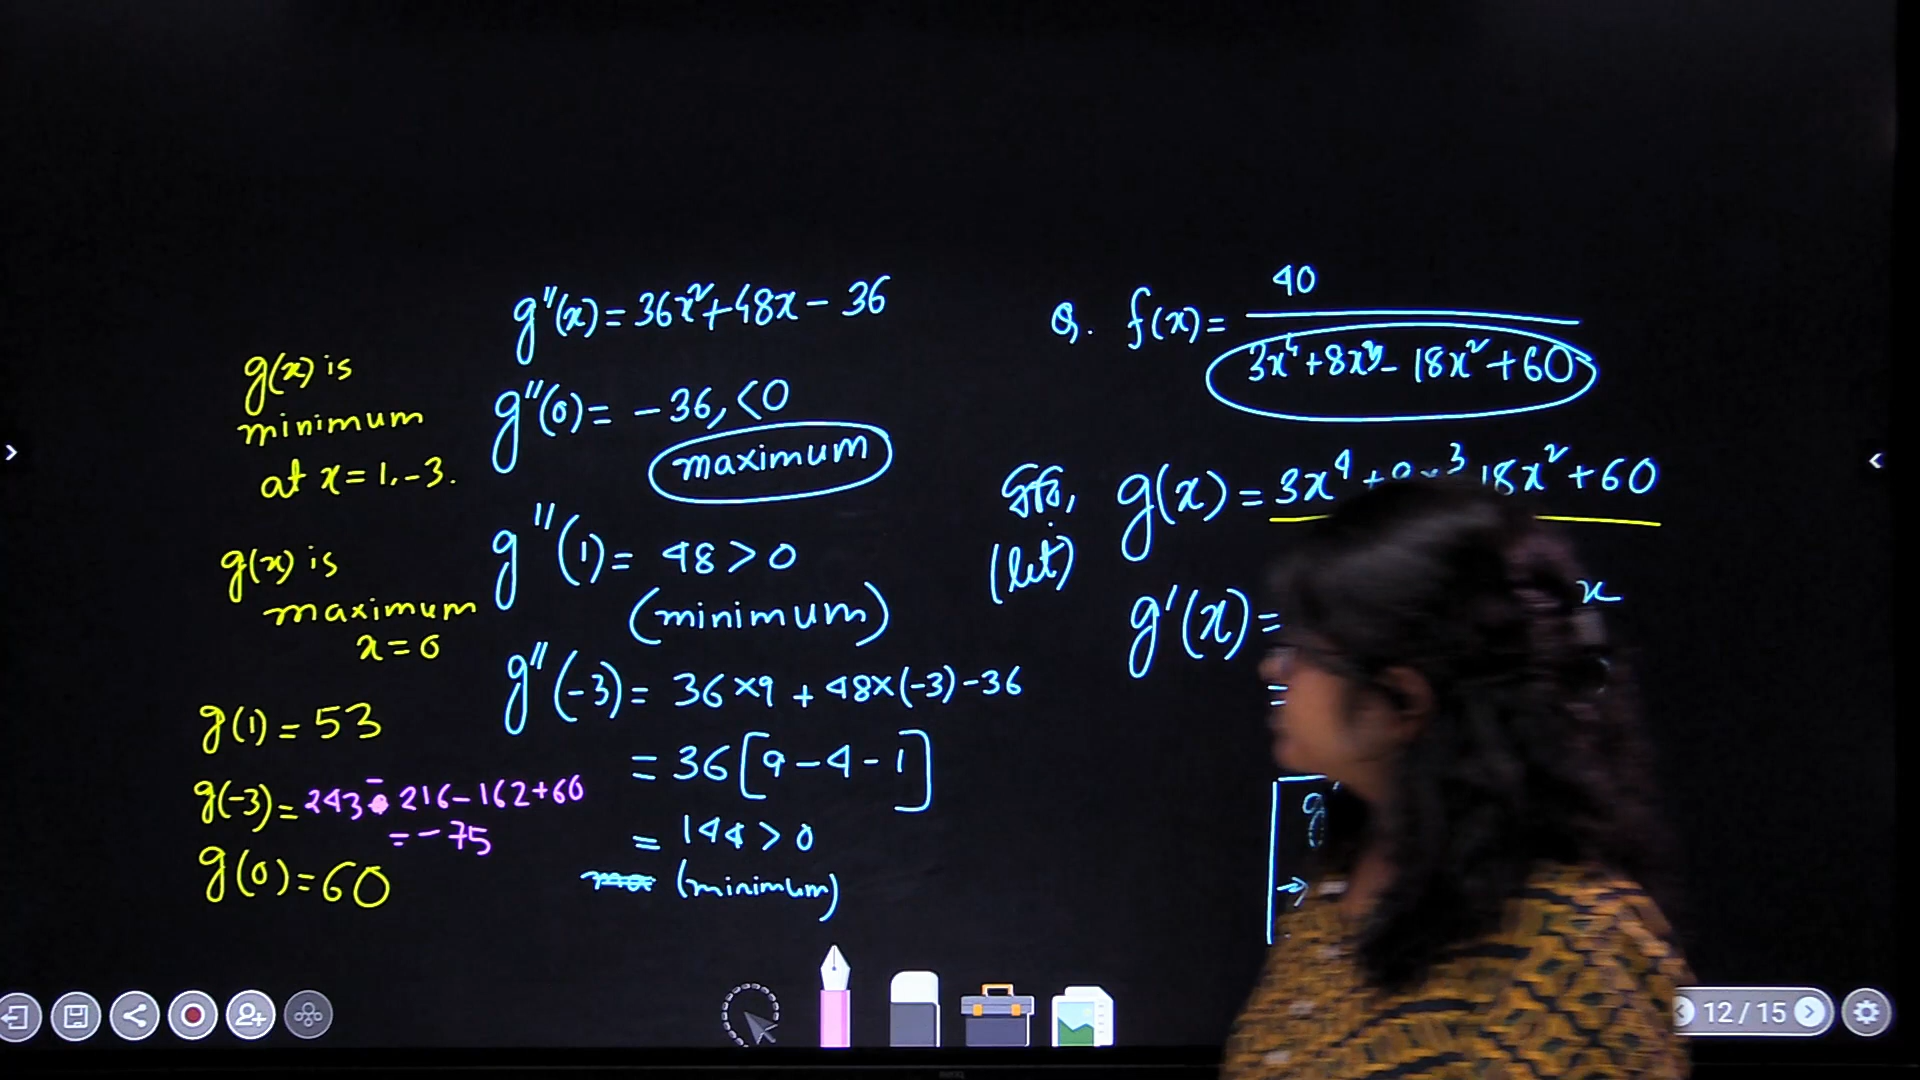 g''(x) = 36x² + 48x - 36
g''(0) = -36, <0
maximum
g''(1) = 48 > 0
(minimum)
g''(-3) = 36×9 + 48×(-3) - 36
= 36[9 - 4 - 1]
= 144 > 0
(minimum)
g(x) is
minimum
at x = 1, -3.
g(x) is
maximum
x = 0
g(1) = 53
g(-3) = 243 - 216 - 162 + 60
= -75
g(0) = 60
Q. f(x) = 40
3x⁴ + 8x³ - 18x² + 60
(let)
g(x) = 3x⁴ + 18x² + 60
g'(x) =
x
=
g'
→
12 / 15